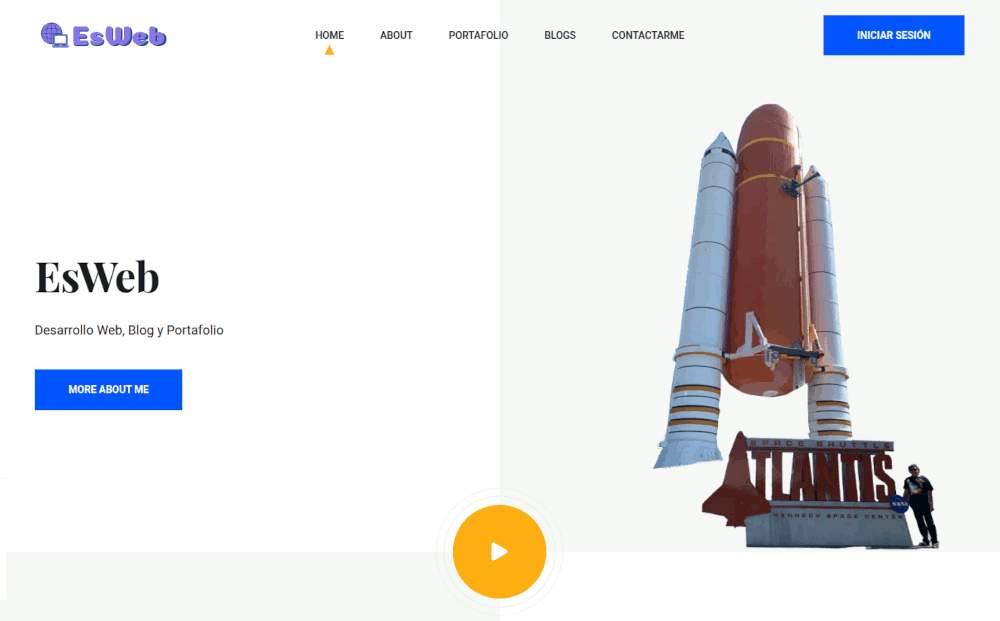 EsWeb
HOME
ABOUT
PORTAFOLIO
BLOGS
CONTACTARME
INICIAR SESIÓN
EsWeb
Desarrollo Web, Blog y Portafolio
MORE ABOUT ME
SPACE SHUTTLE
ATLANTIS
NASA
KENNEDY SPACE CENTER